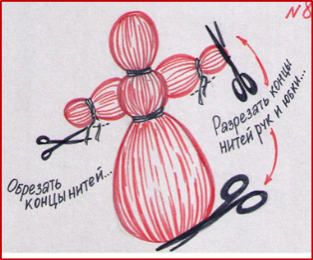 №8
Разрезать концы
нитей рук и юбки...
Обрезать
концы нитей...